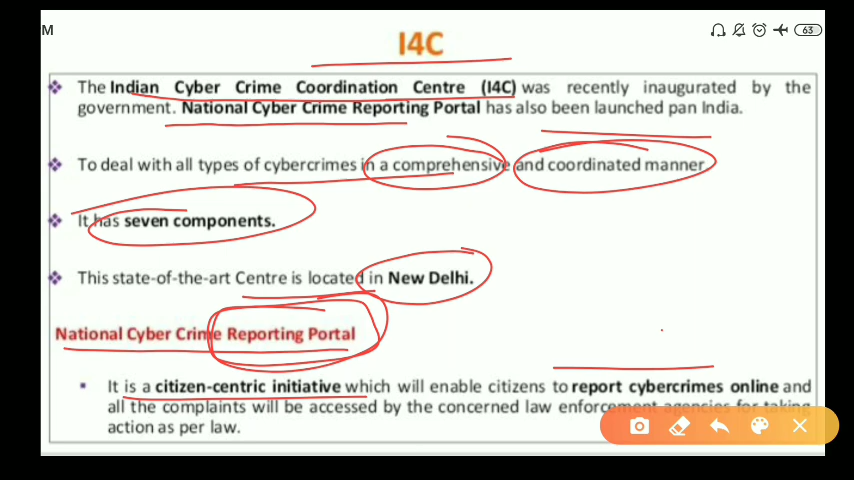 M
63
I4C
The Indian Cyber Crime Coordination Centre (I4C) was recently inaugurated by the
government. National Cyber Crime Reporting Portal has also been launched pan India.
To deal with all types of cybercrimes in a comprehensive and coordinated manner
It has seven components.
This state-of-the-art Centre is located in New Delhi.
National Cyber Crime Reporting Portal
It is a citizen-centric initiative which will enable citizens to report cybercrimes online and
all the complaints will be accessed by the concerned law enforcement agencies for taking
action as per law.